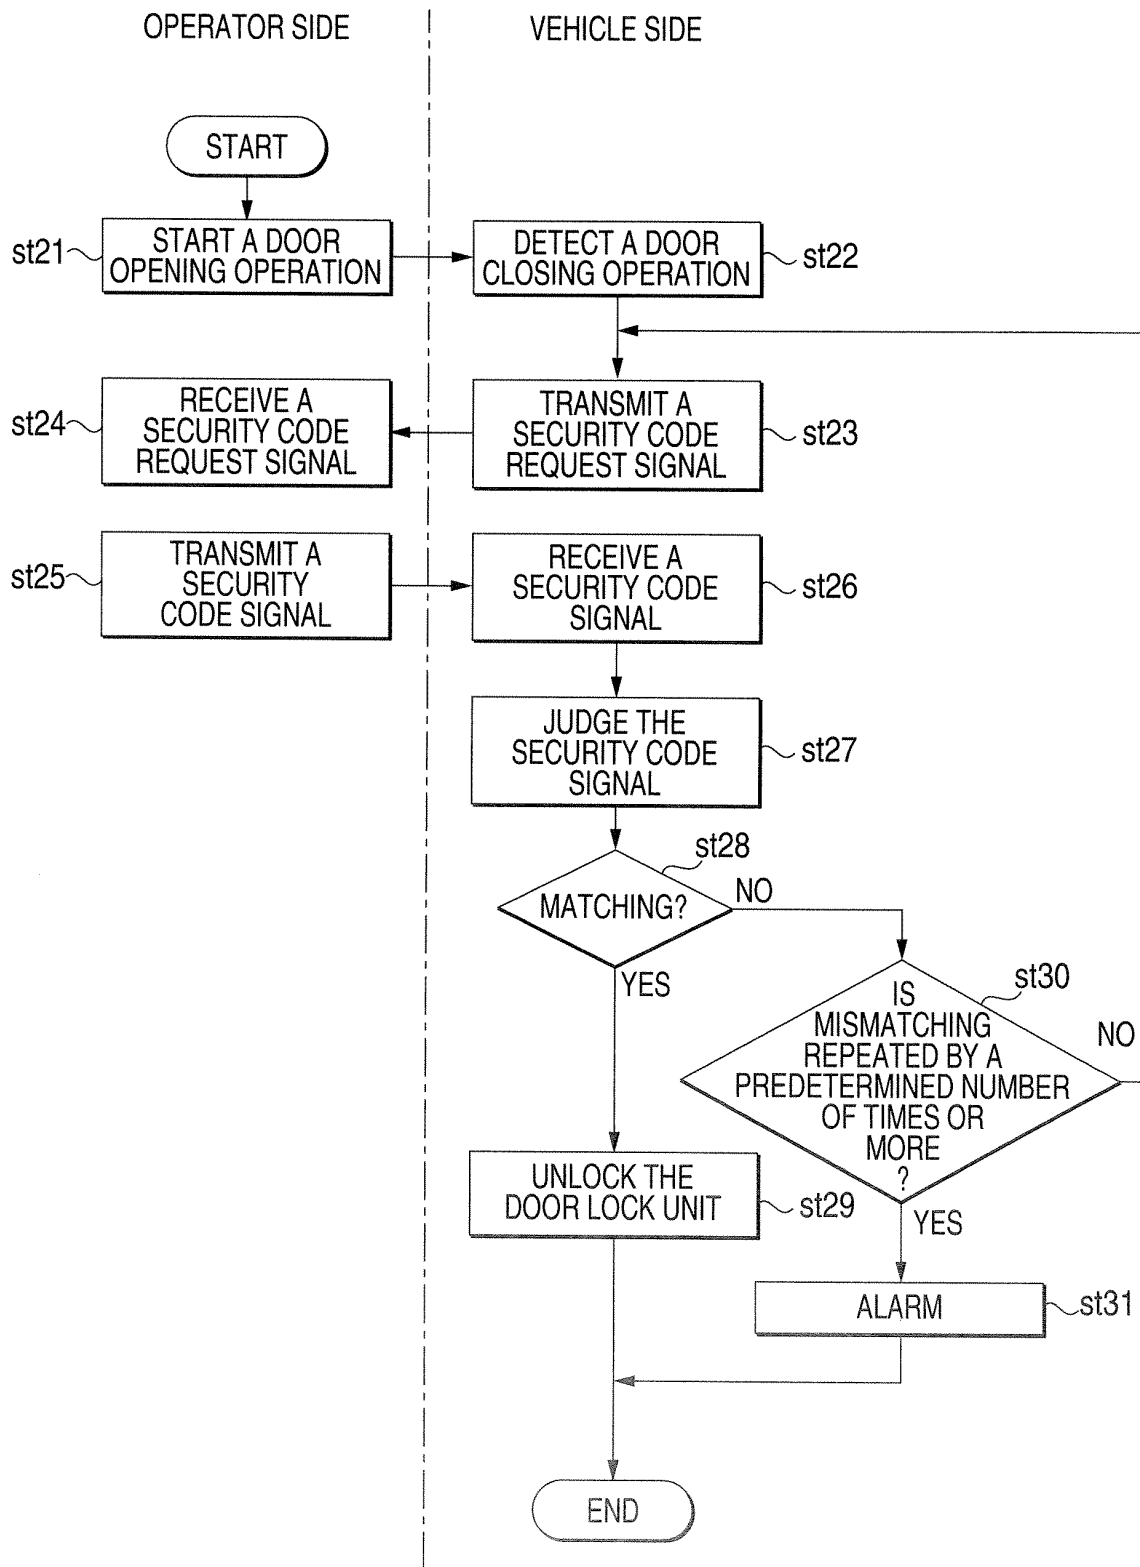 OPERATOR SIDE
VEHICLE SIDE
START
st21
START A DOOR
OPENING OPERATION
DETECT A DOOR
CLOSING OPERATION
st22
st24
RECEIVE A
SECURITY CODE
REQUEST SIGNAL
TRANSMIT A
SECURITY CODE
REQUEST SIGNAL
st23
st25
TRANSMIT A
SECURITY
CODE SIGNAL
RECEIVE A
SECURITY CODE
SIGNAL
st26
JUDGE THE
SECURITY CODE
SIGNAL
st27
st28
MATCHING?
NO
YES
st30
IS
MISMATCHING
REPEATED BY A
PREDETERMINED NUMBER
OF TIMES OR
MORE
?
NO
YES
UNLOCK THE
DOOR LOCK UNIT
st29
ALARM
st31
END